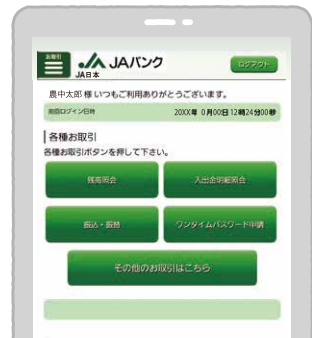 お取引
JAバンク
JA日本
ログアウト
農中太郎 様 いつもご利用ありがとうございます。
前回ログイン日時 20XX年 0月00日 12時24分00秒
各種お取引
各種お取引ボタンを押して下さい。
残高照会 入出金明細照会
振込・振替 ワンタイムパスワード申請
その他のお取引はこちら